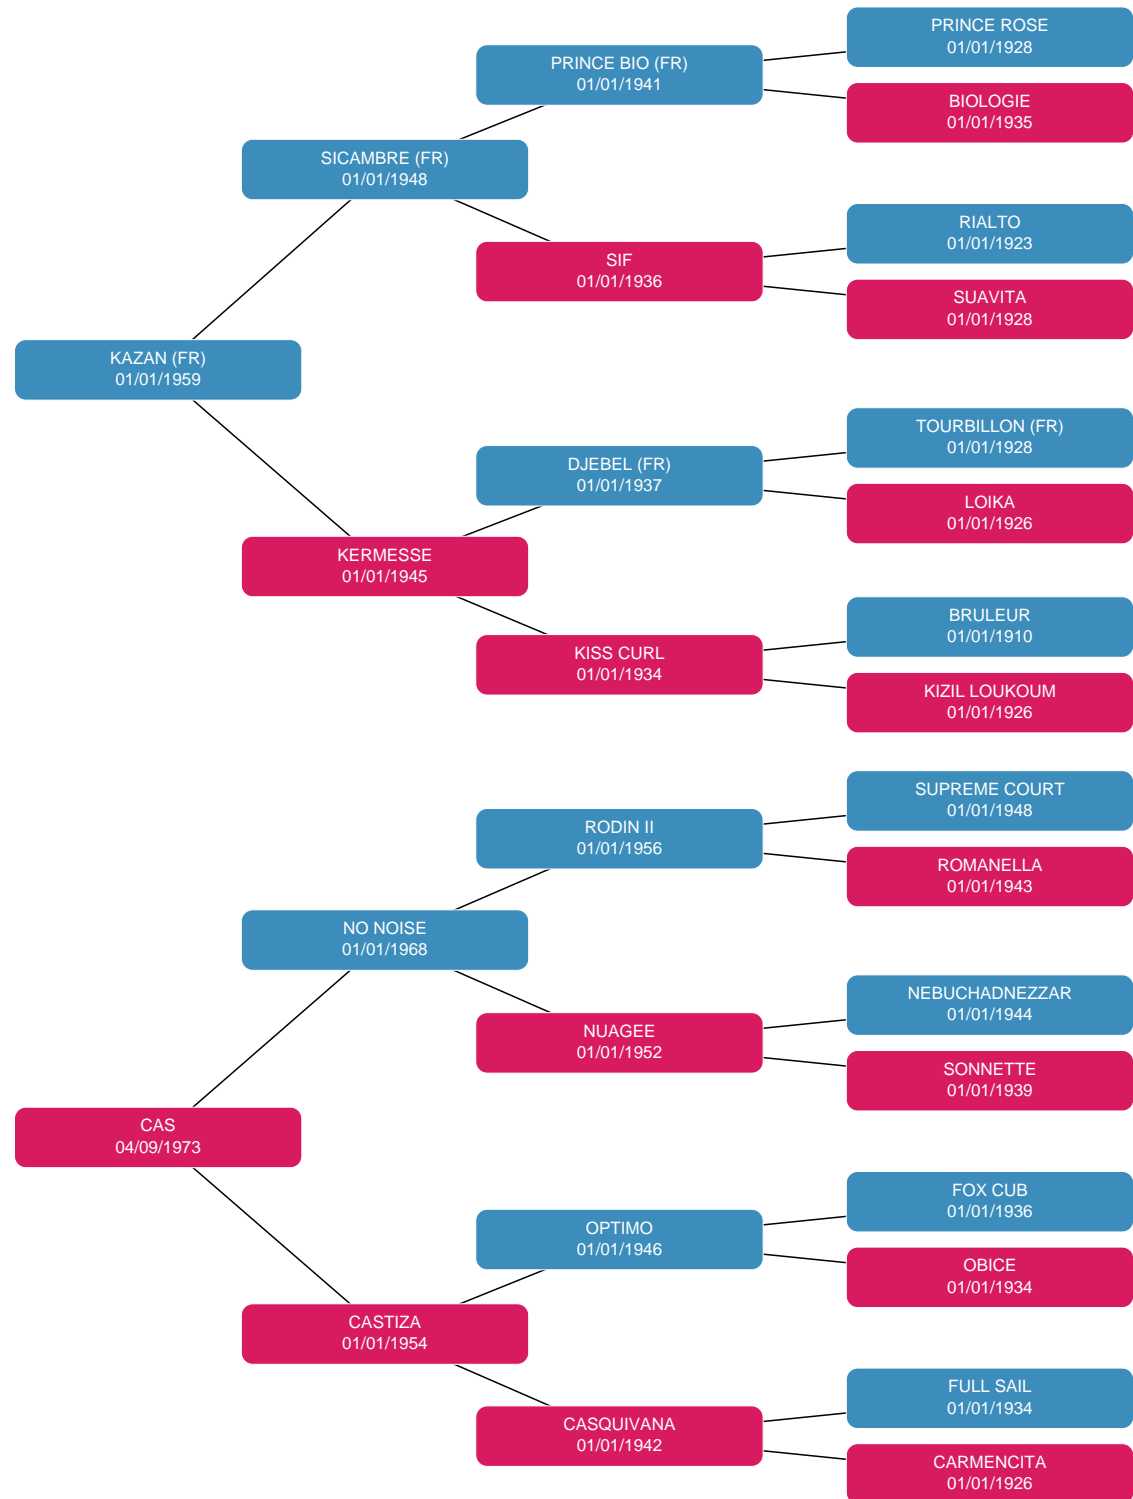 PRINCE ROSE
01/01/1928
PRINCE BIO (FR)
01/01/1941
BIOLOGIE
01/01/1935
SICAMBRE (FR)
01/01/1948
RIALTO
01/01/1923
SIF
01/01/1936
SUAVITA
01/01/1928
KAZAN (FR)
01/01/1959
TOURBILLON (FR)
01/01/1928
DJEBEL (FR)
01/01/1937
LOIKA
01/01/1926
KERMESSE
01/01/1945
BRULEUR
01/01/1910
KISS CURL
01/01/1934
KIZIL LOUKOUM
01/01/1926
SUPREME COURT
01/01/1948
RODIN II
01/01/1956
ROMANELLA
01/01/1943
NO NOISE
01/01/1968
NEBUCHADNEZZAR
01/01/1944
NUAGEE
01/01/1952
SONNETTE
01/01/1939
CAS
04/09/1973
FOX CUB
01/01/1936
OPTIMO
01/01/1946
OBICE
01/01/1934
CASTIZA
01/01/1954
FULL SAIL
01/01/1934
CASQUIVANA
01/01/1942
CARMENCITA
01/01/1926